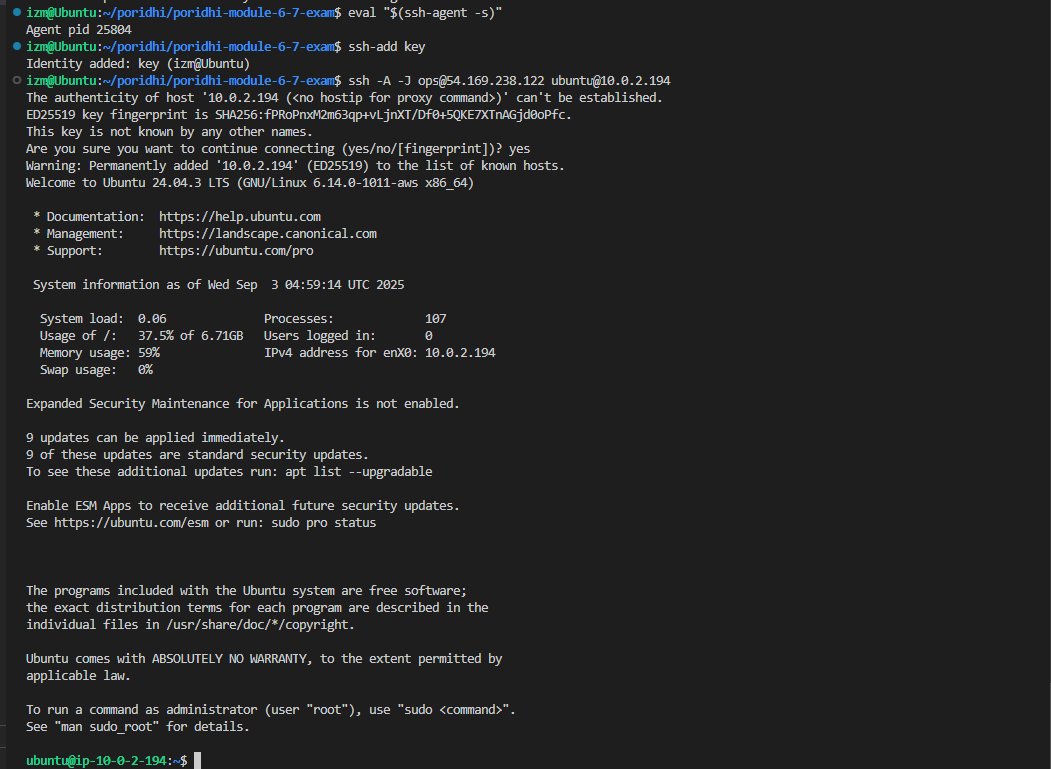 izm@Ubuntu:~/poridhi/poridhi-module-6-7-exam$ eval "$(ssh-agent -s)"
Agent pid 25804
izm@Ubuntu:~/poridhi/poridhi-module-6-7-exam$ ssh-add key
Identity added: key (izm@Ubuntu)
izm@Ubuntu:~/poridhi/poridhi-module-6-7-exam$ ssh -A -J ops@54.169.238.122 ubuntu@10.0.2.194
The authenticity of host '10.0.2.194 (<no hostip for proxy command>)' can't be established.
ED25519 key fingerprint is SHA256:fPRoPnxM2m63qp+vLjnXT/Df0+5QKE7XTnAGjd0oPfc.
This key is not known by any other names.
Are you sure you want to continue connecting (yes/no/[fingerprint])? yes
Warning: Permanently added '10.0.2.194' (ED25519) to the list of known hosts.
Welcome to Ubuntu 24.04.3 LTS (GNU/Linux 6.14.0-1011-aws x86_64)
* Documentation: https://help.ubuntu.com
* Management: https://landscape.canonical.com
* Support: https://ubuntu.com/pro
System information as of Wed Sep 3 04:59:14 UTC 2025
System load: 0.06 Processes: 107
Usage of /: 37.5% of 6.71GB Users logged in: 0
Memory usage: 59% IPv4 address for enX0: 10.0.2.194
Swap usage: 0%
Expanded Security Maintenance for Applications is not enabled.
9 updates can be applied immediately.
9 of these updates are standard security updates.
To see these additional updates run: apt list --upgradable
Enable ESM Apps to receive additional future security updates.
See https://ubuntu.com/esm or run: sudo pro status
The programs included with the Ubuntu system are free software;
the exact distribution terms for each program are described in the
individual files in /usr/share/doc/*/copyright.
Ubuntu comes with ABSOLUTELY NO WARRANTY, to the extent permitted by
applicable law.
To run a command as administrator (user "root"), use "sudo <command>".
See "man sudo_root" for details.
ubuntu@ip-10-0-2-194:~$